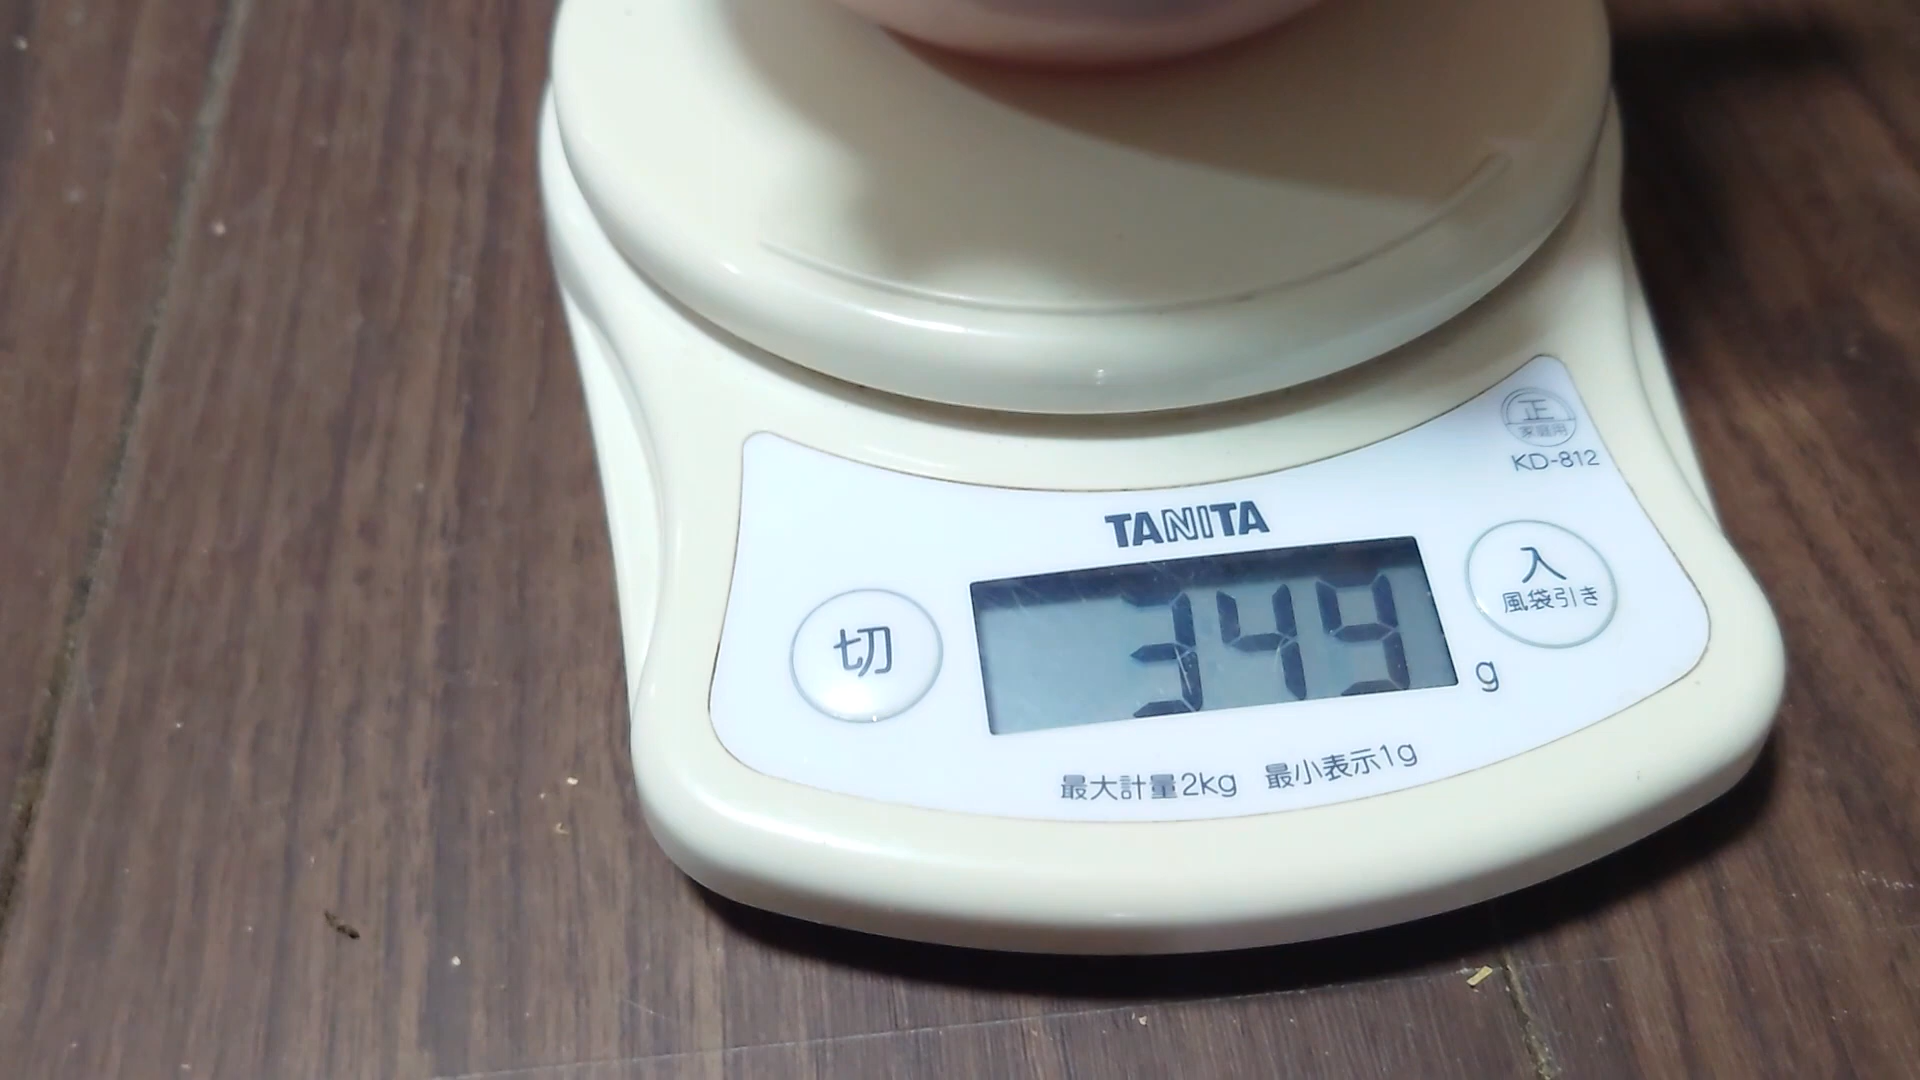 正
家庭用
KD-812
TANITA
切
349
g
入
風袋引き
最大計量2kg 最小表示1g